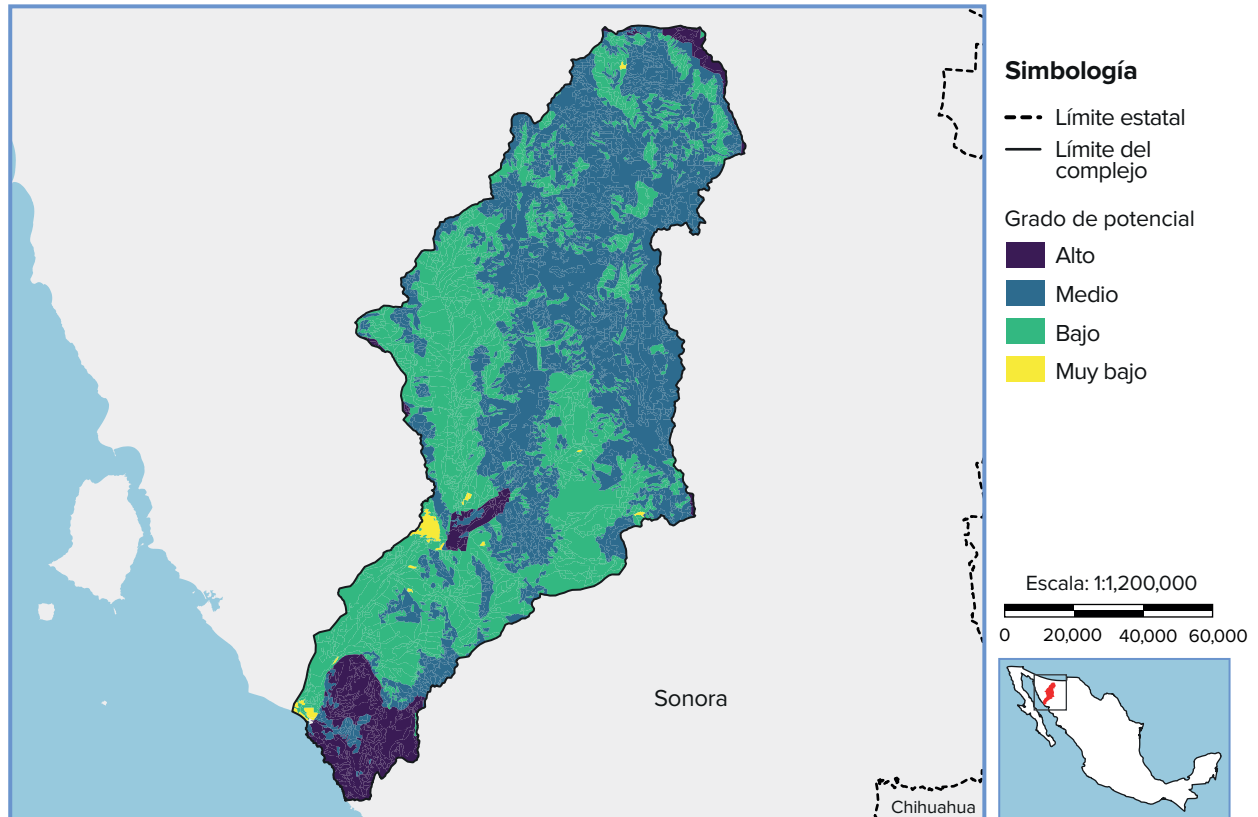 Simbología
Límite estatal
Límite del
complejo
Grado de potencial
Alto
Medio
Bajo
Muy bajo
Escala: 1:1,200,000
0 20,000 40,000 60,000
Sonora
Chihuahua